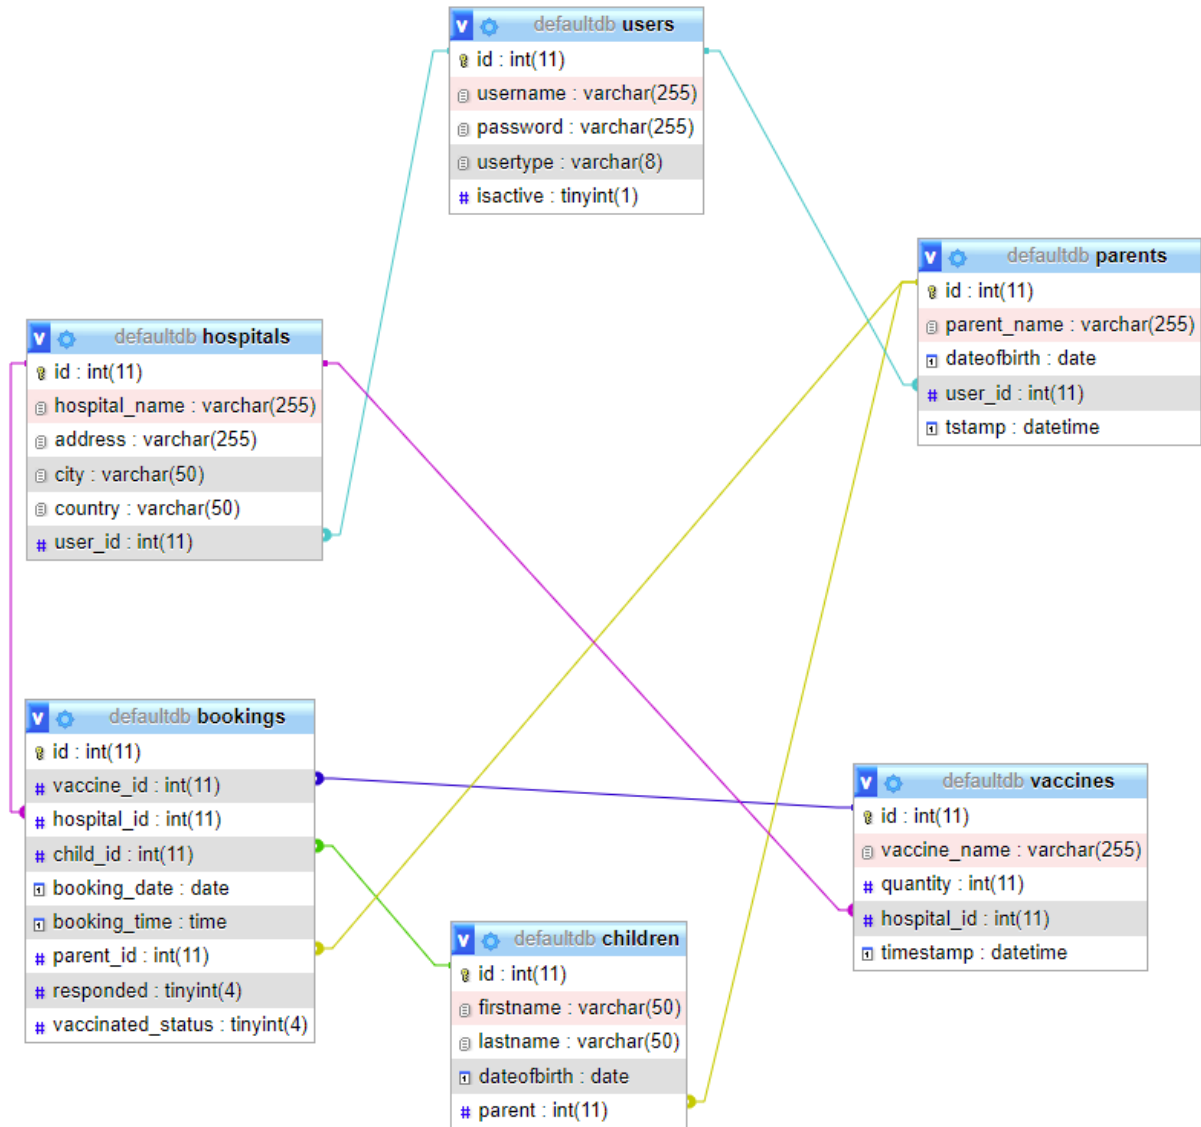 defaultdb users
id : int(11)
username : varchar(255)
password : varchar(255)
usertype : varchar(8)
# isactive : tinyint(1)
defaultdb parents
id : int(11)
parent_name : varchar(255)
dateofbirth : date
# user_id : int(11)
tstamp : datetime
defaultdb hospitals
id : int(11)
hospital_name : varchar(255)
address : varchar(255)
city : varchar(50)
country : varchar(50)
# user_id : int(11)
defaultdb bookings
id : int(11)
# vaccine_id : int(11)
# hospital_id : int(11)
# child_id : int(11)
booking_date : date
booking_time : time
# parent_id : int(11)
# responded : tinyint(4)
# vaccinated_status : tinyint(4)
defaultdb vaccines
id : int(11)
vaccine_name : varchar(255)
# quantity : int(11)
# hospital_id : int(11)
timestamp : datetime
defaultdb children
id : int(11)
firstname : varchar(50)
lastname : varchar(50)
dateofbirth : date
# parent : int(11)